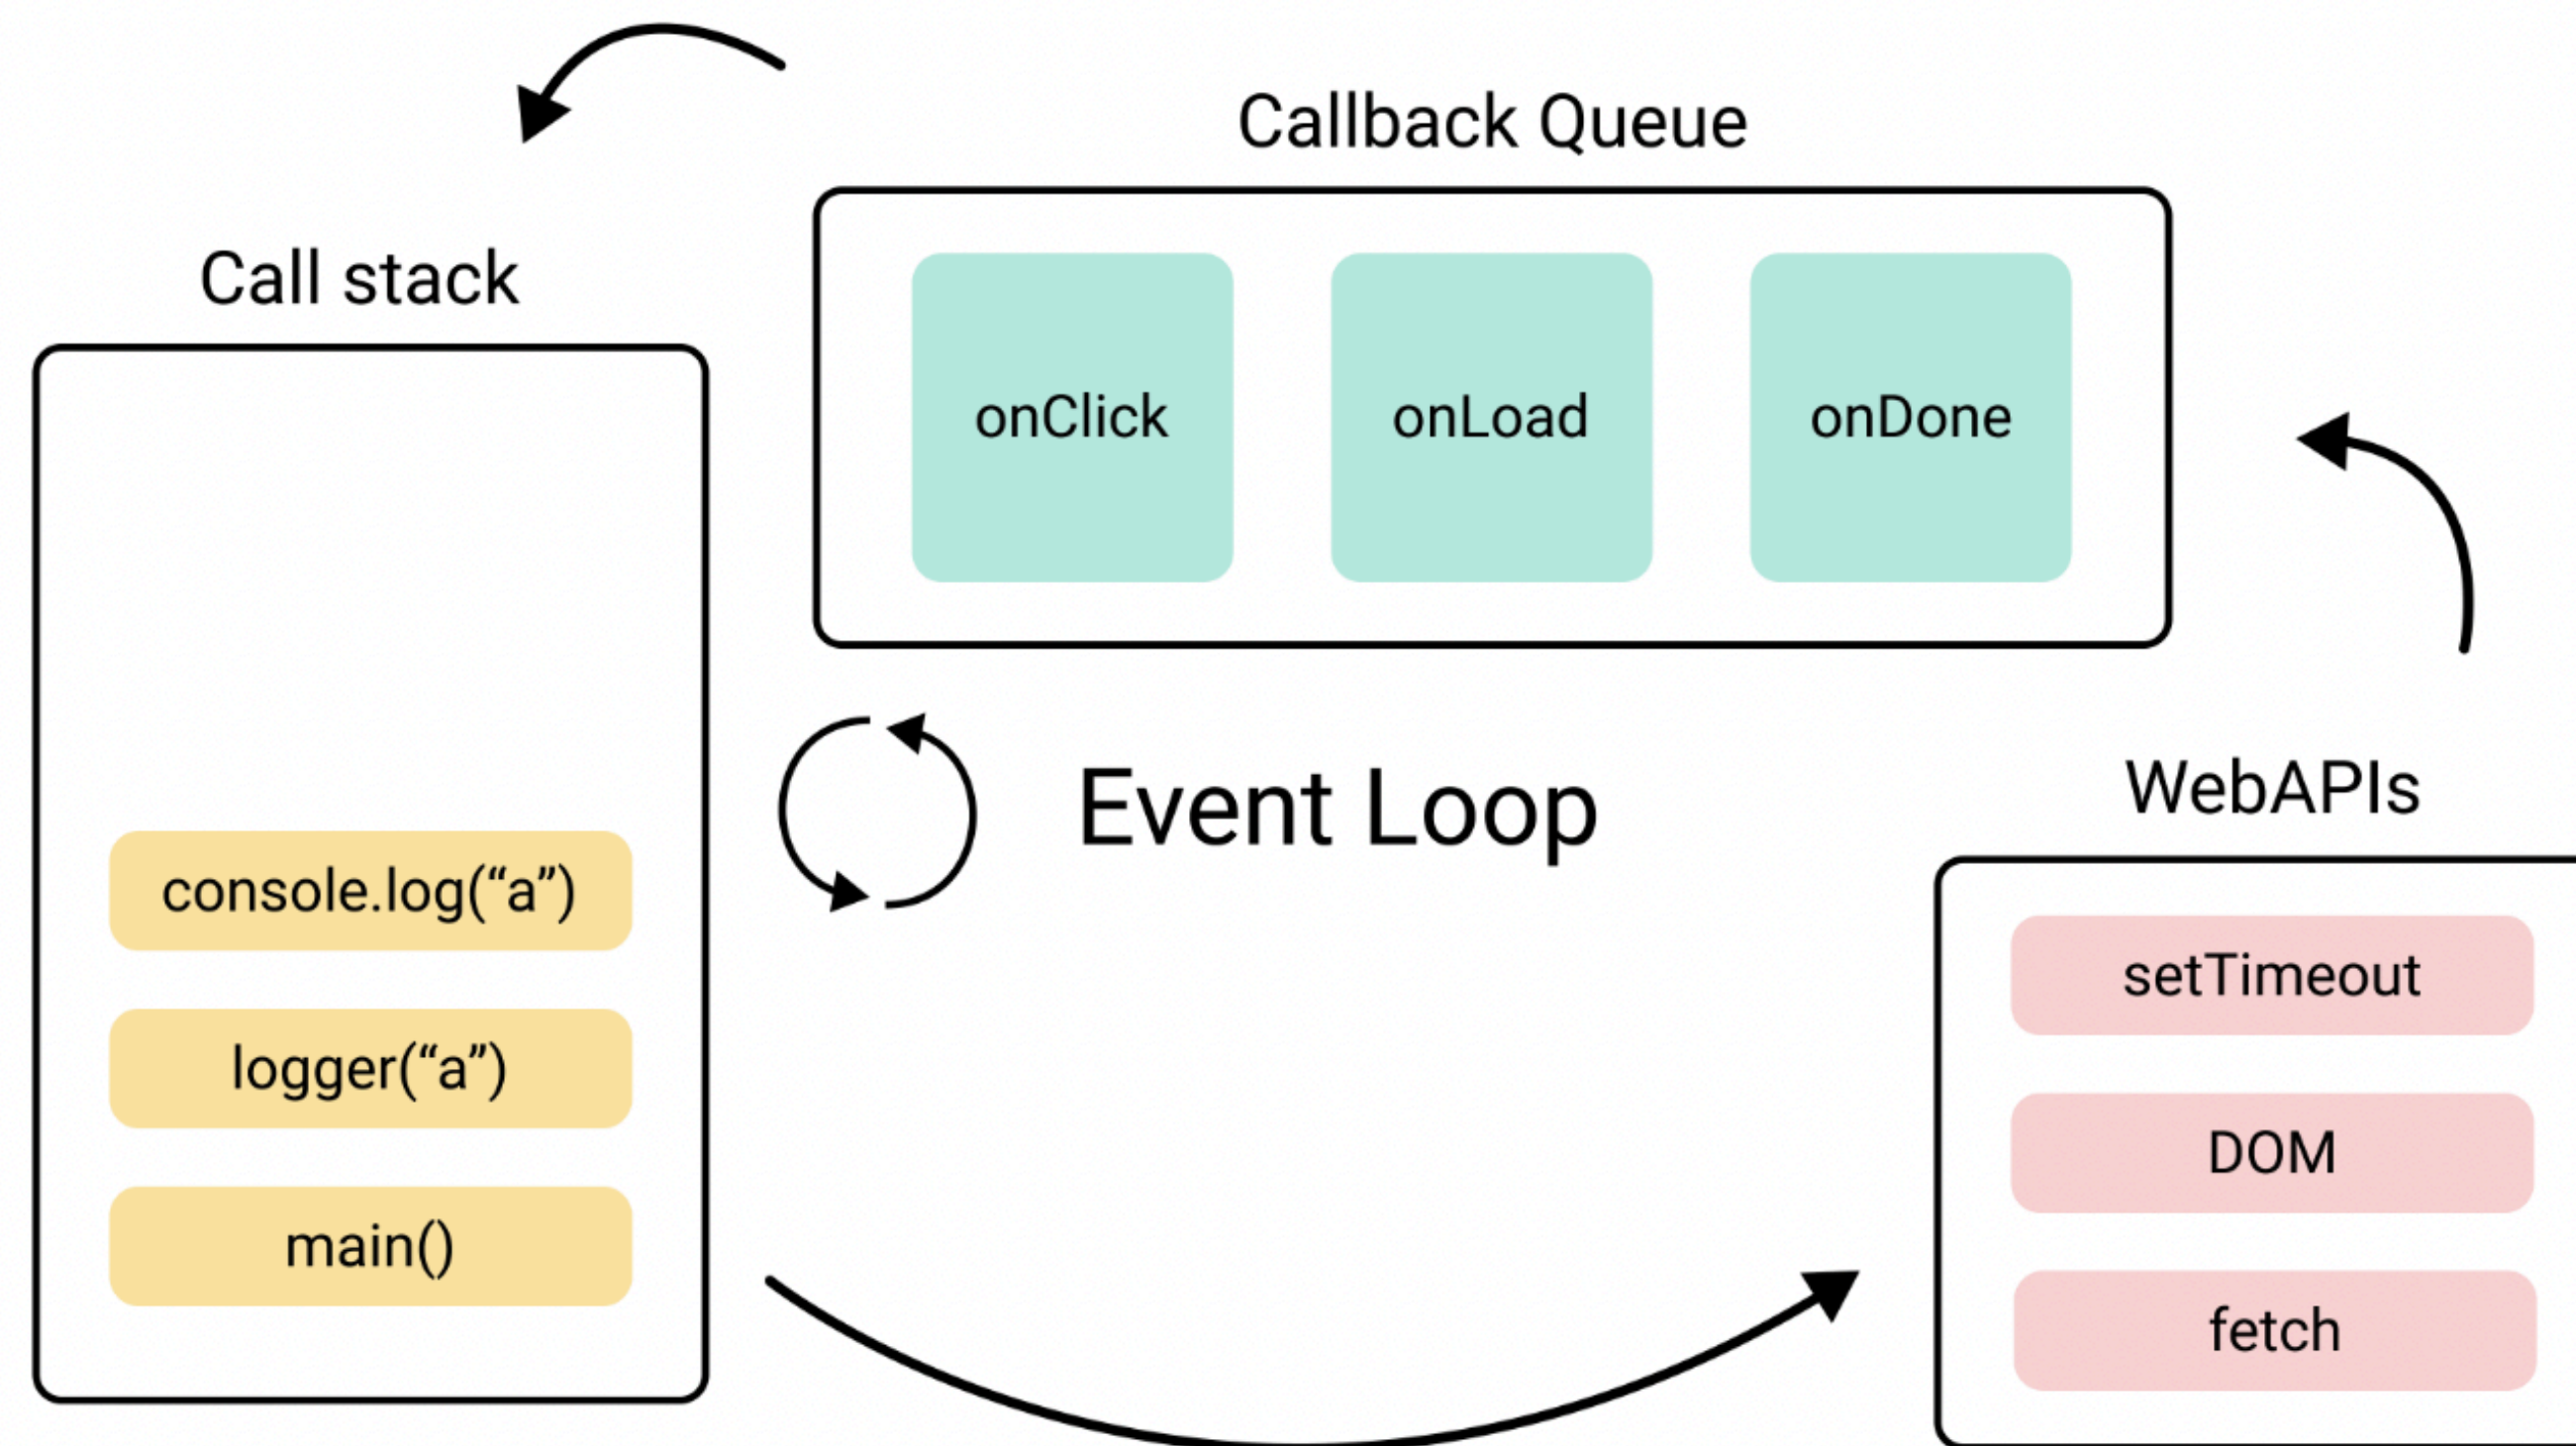 Callback Queue
onClick
onLoad
onDone
Call stack
console.log(“a”)
logger(“a”)
main()
Event Loop
WebAPIs
setTimeout
DOM
fetch